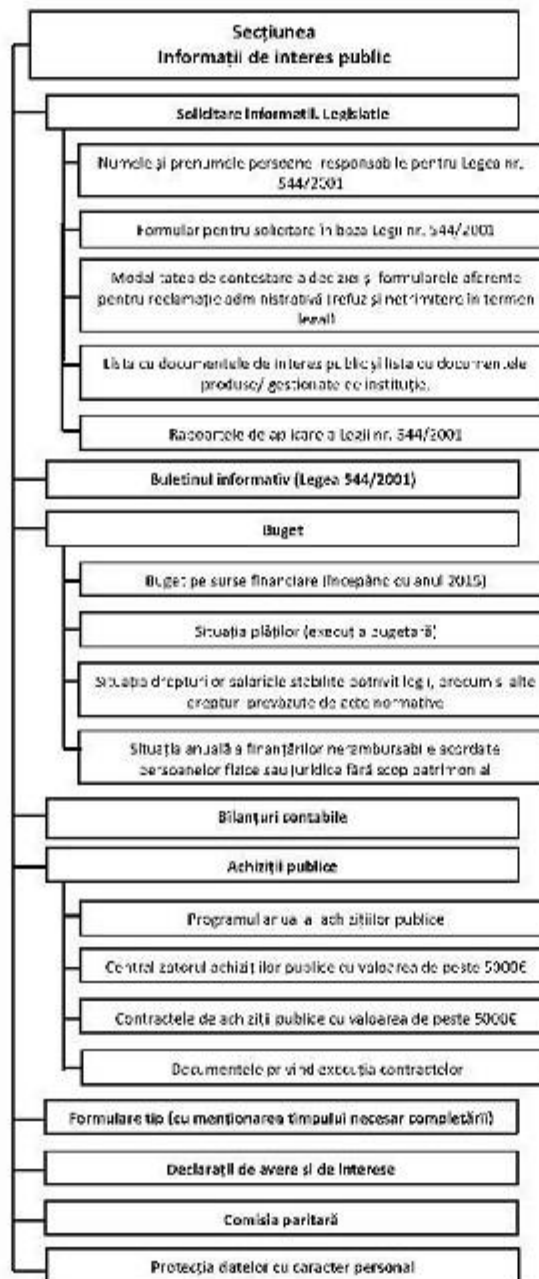 Secțiunea
Informații de interes public
Solicitare informatii. Legislatie
Numele și prenumele persoanei responsabile pentru Legea nr.
544/2001
Formular pentru solicitare în baza Legii nr. 544/2001
Modalitatea de contestare a deciziei și formularele aferente
pentru reclamație administrativă (refuz și netrimitere în termen
legal)
Lista cu documentele de interes public și lista cu documentele
produse/ gestionate de instituție.
Rapoartele de aplicare a Legii nr. 544/2001
Buletinul informativ (Legea 544/2001)
Buget
Buget pe surse financiare (începând cu anul 2015)
Situația plăților (execuția bugetară)
Situația drepturilor salariale stabilite potrivit legii, precum și alte
drepturi prevăzute de acte normative
Situația anuală a finanțărilor nerambursabile acordate
persoanelor fizice sau juridice fără scop patrimonial
Bilanțuri contabile
Achiziții publice
Programul anual al achizițiilor publice
Centralizatorul achizițiilor publice cu valoarea de peste 5000€
Contractele de achiziții publice cu valoarea de peste 5000€
Documentele privind execuția contractelor
Formulare tip (cu menționarea timpului necesar completării)
Declarații de avere și de interese
Comisia paritară
Protecția datelor cu caracter personal